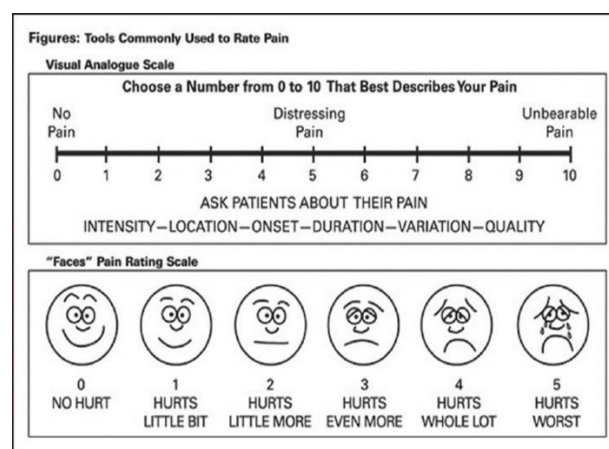 Figures: Tools Commonly Used to Rate Pain
Visual Analogue Scale
Choose a Number from 0 to 10 That Best Describes Your Pain
No Distressing Unbearable
Pain Pain Pain
0 1 2 3 4 5 6 7 8 9 10
ASK PATIENTS ABOUT THEIR PAIN
INTENSITY—LOCATION—ONSET—DURATION—VARIATION—QUALITY
"Faces" Pain Rating Scale
0 1 2 3 4 5
NO HURT HURTS HURTS HURTS HURTS HURTS
LITTLE BIT LITTLE MORE EVEN MORE WHOLE LOT WORST